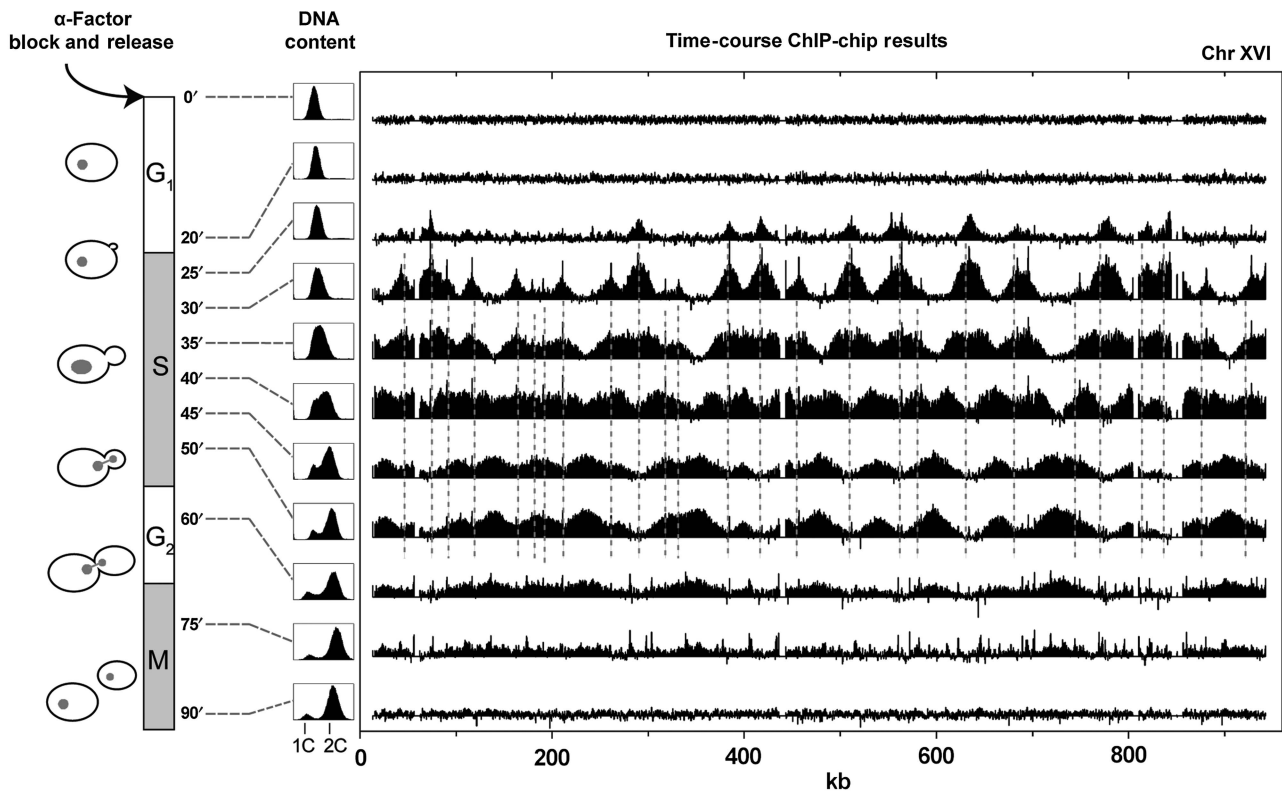 α-Factor
block and release
DNA
content
Time-course ChIP-chip results
Chr XVI
0′
20′
25′
30′
35′
40′
45′
50′
60′
75′
90′
G1
S
G2
M
1C 2C
0 200 400 600 800
kb